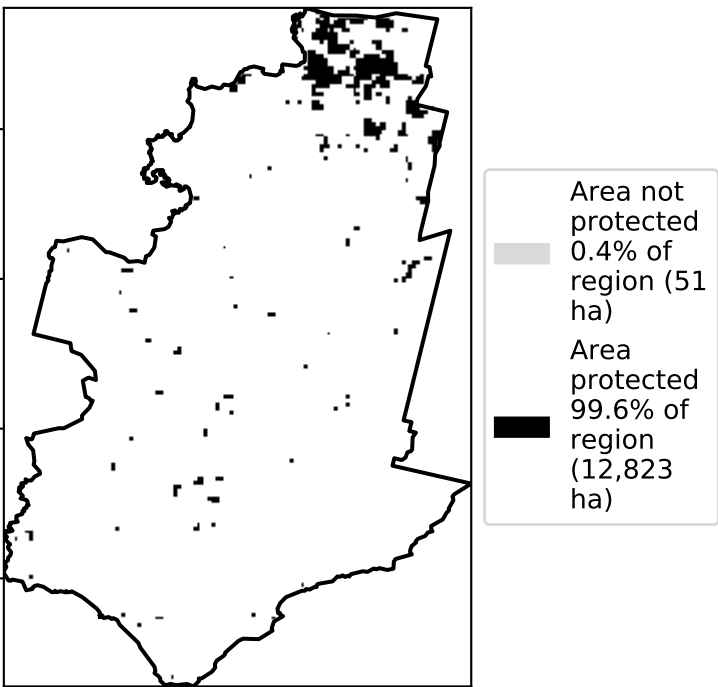 Area not
protected
0.4% of
region (51
ha)
Area
protected
99.6% of
region
(12,823
ha)